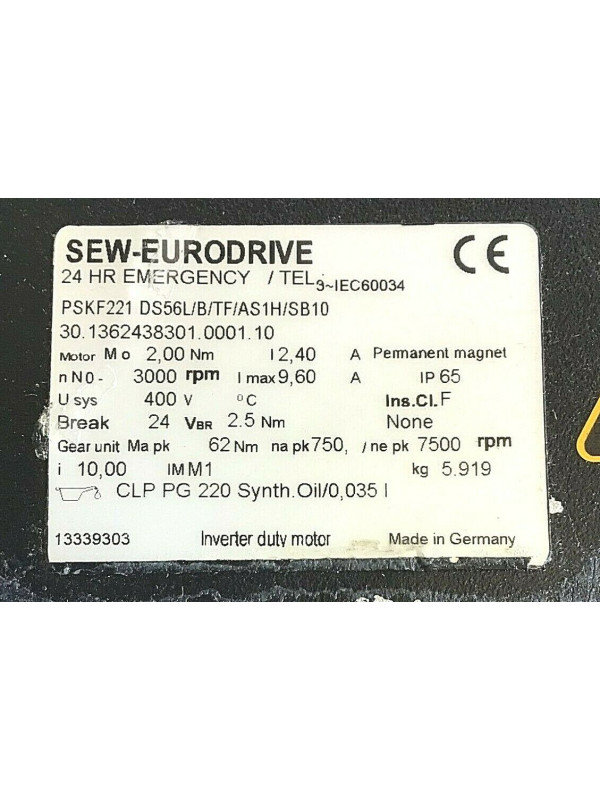 SEW-EURODRIVE CE
24 HR EMERGENCY / TEL. 3~IEC60034
PSKF221 DS56L/B/TF/AS1H/SB10
30.1362438301.0001.10
Motor Mo 2,00 Nm I 2,40 A Permanent magnet
n N0- 3000 rpm I max 9,60 A IP 65
U sys 400 V °C Ins.Cl. F
Break 24 VBR 2.5 Nm None
Gear unit Ma pk 62 Nm na pk 750, / ne pk 7500 rpm
i 10,00 IM M1 kg 5.919
CLP PG 220 Synth.Oil/0,035 l
13339303 Inverter duty motor Made in Germany